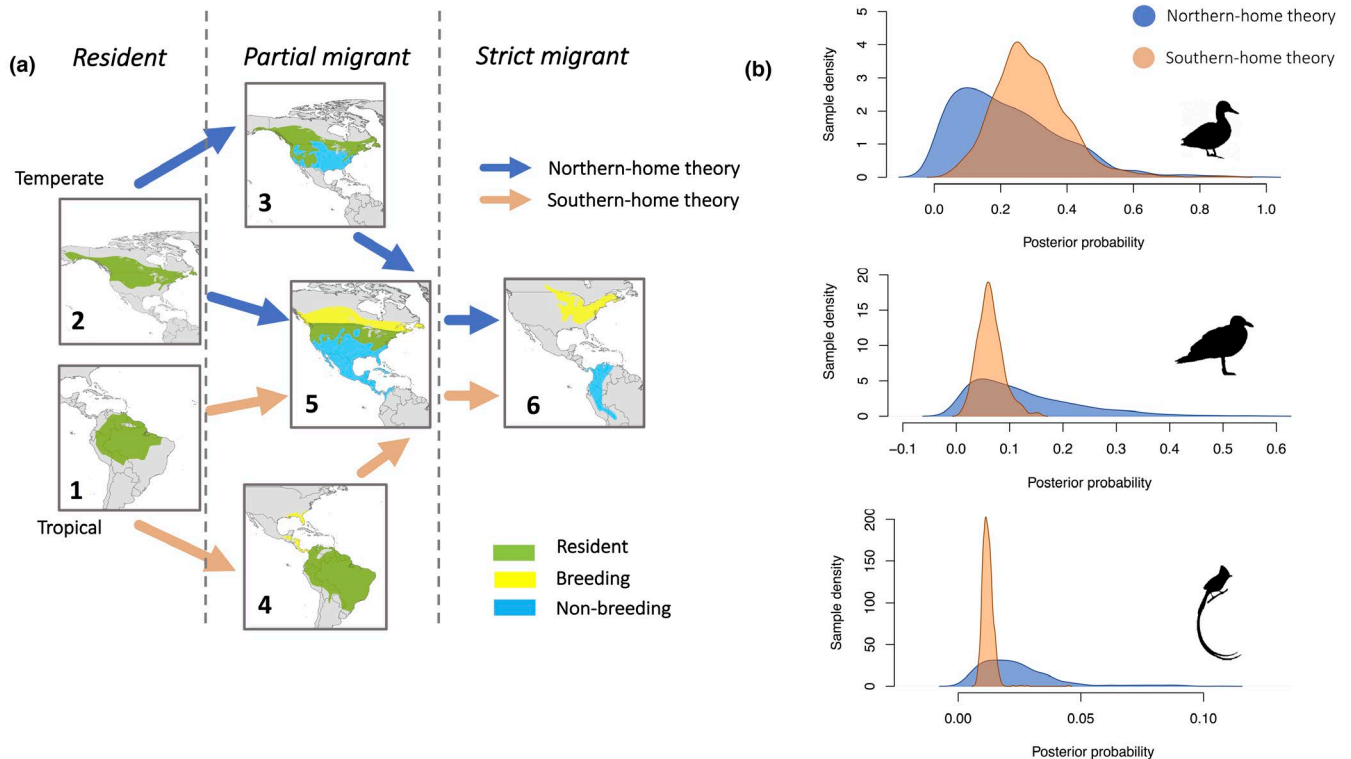 (a)
Resident
Partial migrant
Strict migrant
Temperate
Tropical
1
2
3
4
5
6
Northern-home theory
Southern-home theory
Resident
Breeding
Non-breeding
(b)
Northern-home theory
Southern-home theory
Sample density
5
4
3
2
1
0
0.0 0.2 0.4 0.6 0.8 1.0
Posterior probability
Sample density
20
15
10
5
0
−0.1 0.0 0.1 0.2 0.3 0.4 0.5 0.6
Posterior probability
Sample density
200
150
100
50
0
0.00 0.05 0.10
Posterior probability